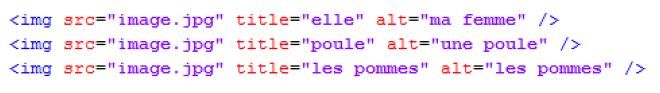 <img src="image.jpg" title="elle" alt="ma femme" />
<img src="image.jpg" title="poule" alt="une poule" />
<img src="image.jpg" title="les pommes" alt="les pommes" />